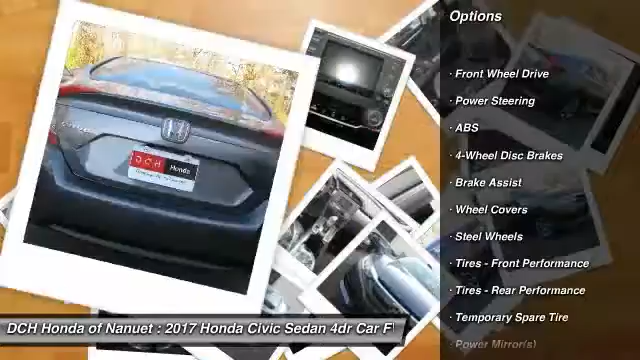 Options
· Front Wheel Drive
· Power Steering
· ABS
· 4-Wheel Disc Brakes
· Brake Assist
· Wheel Covers
· Steel Wheels
· Tires - Front Performance
· Tires - Rear Performance
· Temporary Spare Tire
· Power Mirror(s)
DCH Honda
DCH Honda of Nanuet : 2017 Honda Civic Sedan 4dr Car F